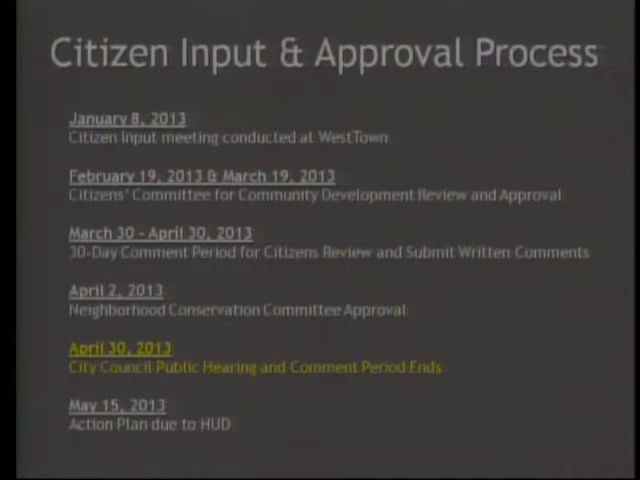 Citizen Input & Approval Process
January 8, 2013
Citizen Input meeting conducted at WestTown
February 19, 2013 & March 19, 2013
Citizens' Committee for Community Development Review and Approval
March 30 - April 30, 2013
30-Day Comment Period for Citizens Review and Submit Written Comments
April 2, 2013
Neighborhood Conservation Committee Approval
April 30, 2013
City Council Public Hearing and Comment Period Ends
May 15, 2013
Action Plan due to HUD